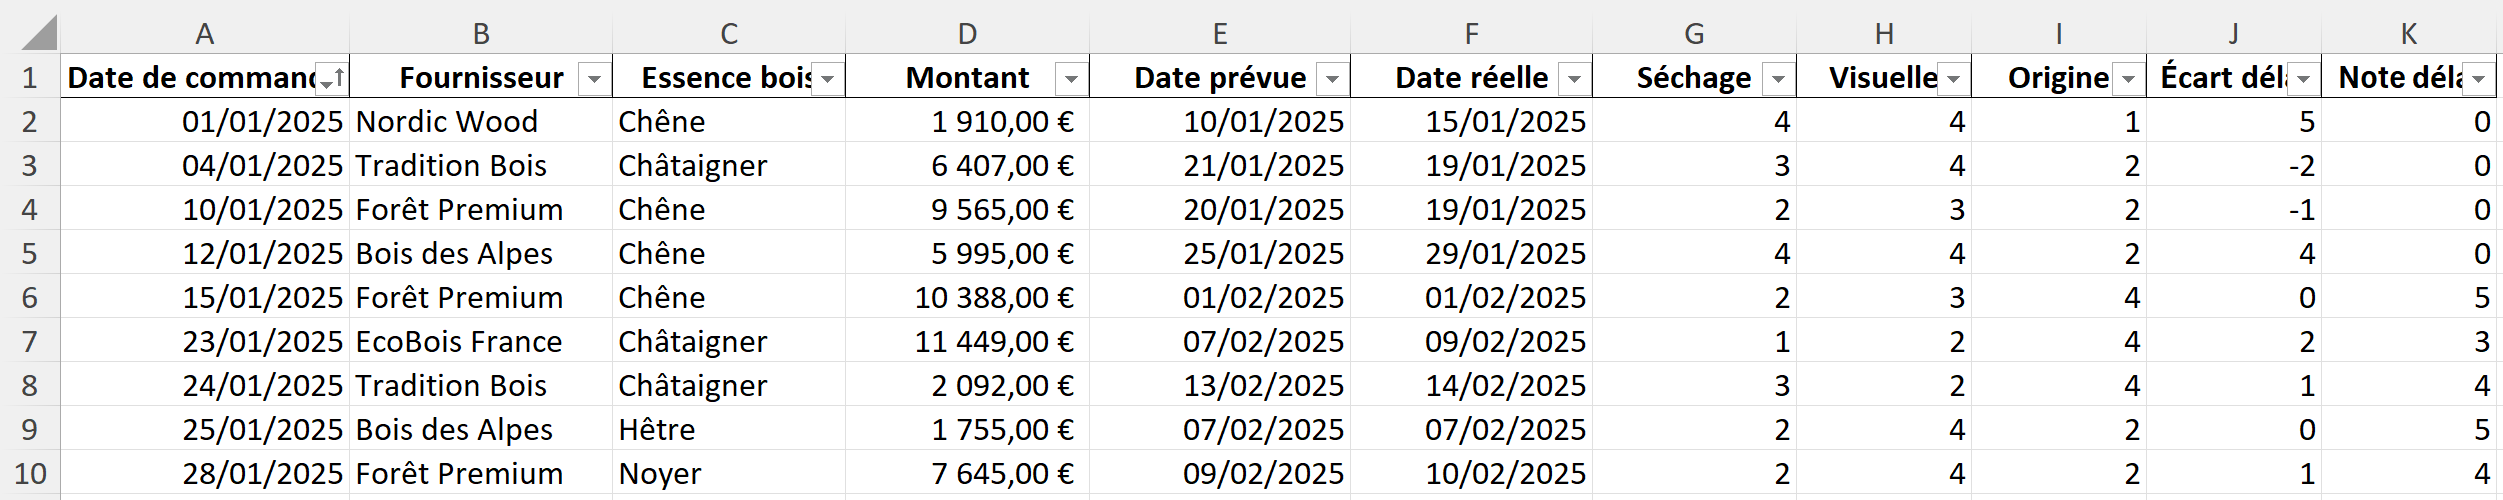 A B C D E F G H I J K
1 Date de command Fournisseur Essence bois Montant Date prévue Date réelle Séchage Visuelle Origine Écart déla Note déla
2 01/01/2025 Nordic Wood Chêne 1 910,00 € 10/01/2025 15/01/2025 4 4 1 5 0
3 04/01/2025 Tradition Bois Châtaigner 6 407,00 € 21/01/2025 19/01/2025 3 4 2 -2 0
4 10/01/2025 Forêt Premium Chêne 9 565,00 € 20/01/2025 19/01/2025 2 3 2 -1 0
5 12/01/2025 Bois des Alpes Chêne 5 995,00 € 25/01/2025 29/01/2025 4 4 2 4 0
6 15/01/2025 Forêt Premium Chêne 10 388,00 € 01/02/2025 01/02/2025 2 3 4 0 5
7 23/01/2025 EcoBois France Châtaigner 11 449,00 € 07/02/2025 09/02/2025 1 2 4 2 3
8 24/01/2025 Tradition Bois Châtaigner 2 092,00 € 13/02/2025 14/02/2025 3 2 4 1 4
9 25/01/2025 Bois des Alpes Hêtre 1 755,00 € 07/02/2025 07/02/2025 2 4 2 0 5
10 28/01/2025 Forêt Premium Noyer 7 645,00 € 09/02/2025 10/02/2025 2 4 2 1 4